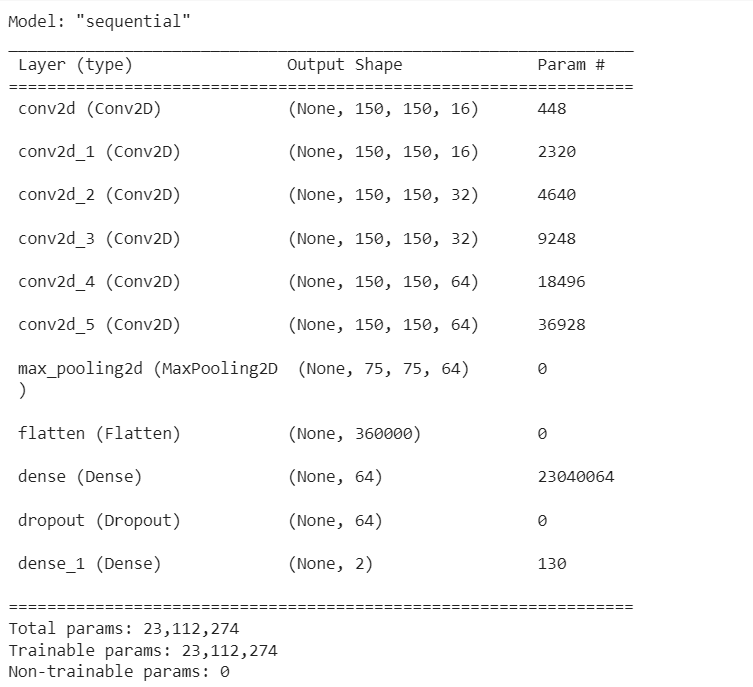 Model: "sequential"
_________________________________________________________________
Layer (type) Output Shape Param #
=================================================================
conv2d (Conv2D) (None, 150, 150, 16) 448
conv2d_1 (Conv2D) (None, 150, 150, 16) 2320
conv2d_2 (Conv2D) (None, 150, 150, 32) 4640
conv2d_3 (Conv2D) (None, 150, 150, 32) 9248
conv2d_4 (Conv2D) (None, 150, 150, 64) 18496
conv2d_5 (Conv2D) (None, 150, 150, 64) 36928
max_pooling2d (MaxPooling2D (None, 75, 75, 64) 0
)
flatten (Flatten) (None, 360000) 0
dense (Dense) (None, 64) 23040064
dropout (Dropout) (None, 64) 0
dense_1 (Dense) (None, 2) 130
=================================================================
Total params: 23,112,274
Trainable params: 23,112,274
Non-trainable params: 0